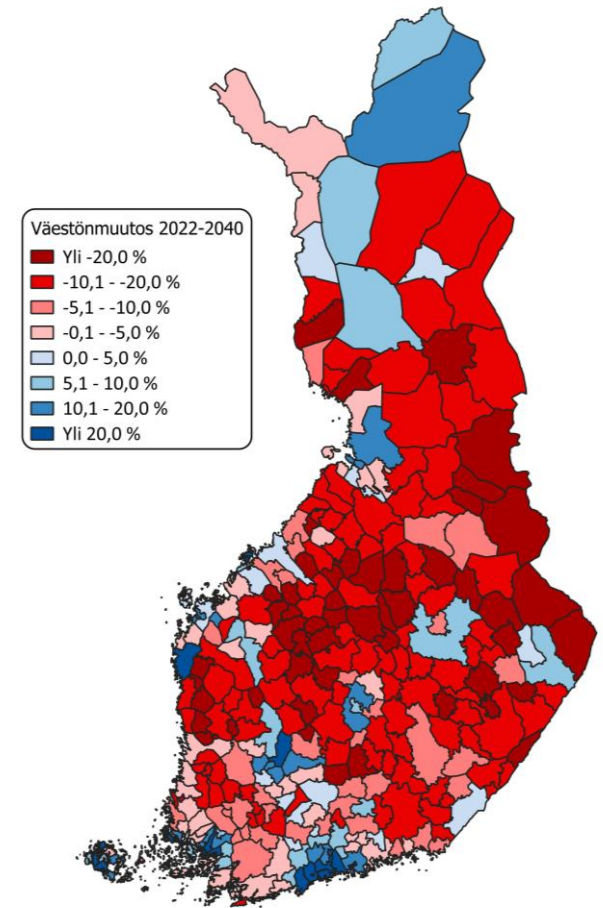 Väestönmuutos 2022-2040
Yli -20,0 %
-10,1 - -20,0 %
-5,1 - -10,0 %
-0,1 - -5,0 %
0,0 - 5,0 %
5,1 - 10,0 %
10,1 - 20,0 %
Yli 20,0 %